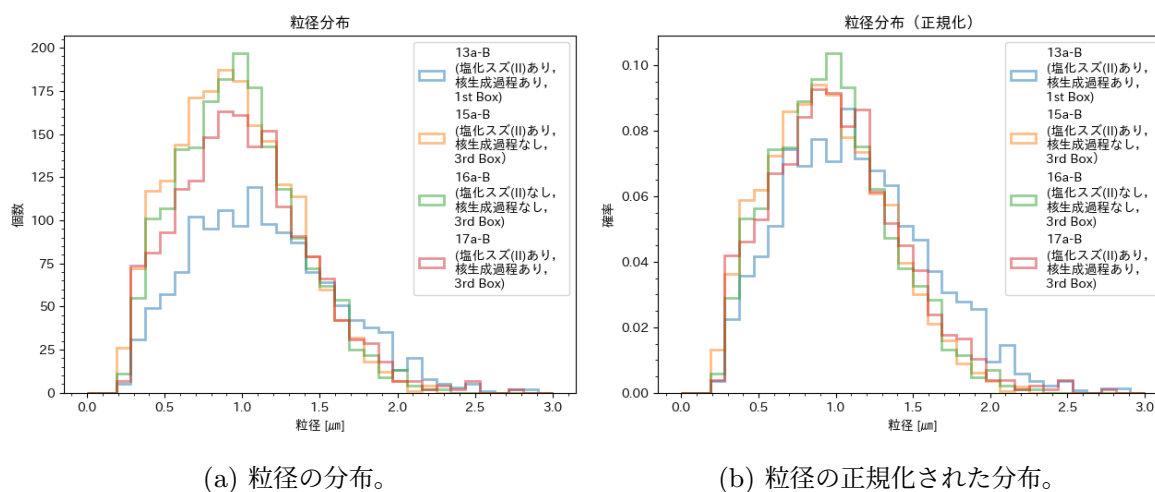 粒径分布
個数
200
175
150
125
100
75
50
25
0
0.0 0.5 1.0 1.5 2.0 2.5 3.0
粒径 [㎛]
13a-B
(塩化スズ(II)あり,
核生成過程あり,
1st Box)
15a-B
(塩化スズ(II)あり,
核生成過程なし,
3rd Box)
16a-B
(塩化スズ(II)なし,
核生成過程なし,
3rd Box)
17a-B
(塩化スズ(II)あり,
核生成過程あり,
3rd Box)
(a) 粒径の分布。
粒径分布（正規化）
確率
0.10
0.08
0.06
0.04
0.02
0.00
0.0 0.5 1.0 1.5 2.0 2.5 3.0
粒径 [㎛]
13a-B
(塩化スズ(II)あり,
核生成過程あり,
1st Box)
15a-B
(塩化スズ(II)あり,
核生成過程なし,
3rd Box)
16a-B
(塩化スズ(II)なし,
核生成過程なし,
3rd Box)
17a-B
(塩化スズ(II)あり,
核生成過程あり,
3rd Box)
(b) 粒径の正規化された分布。